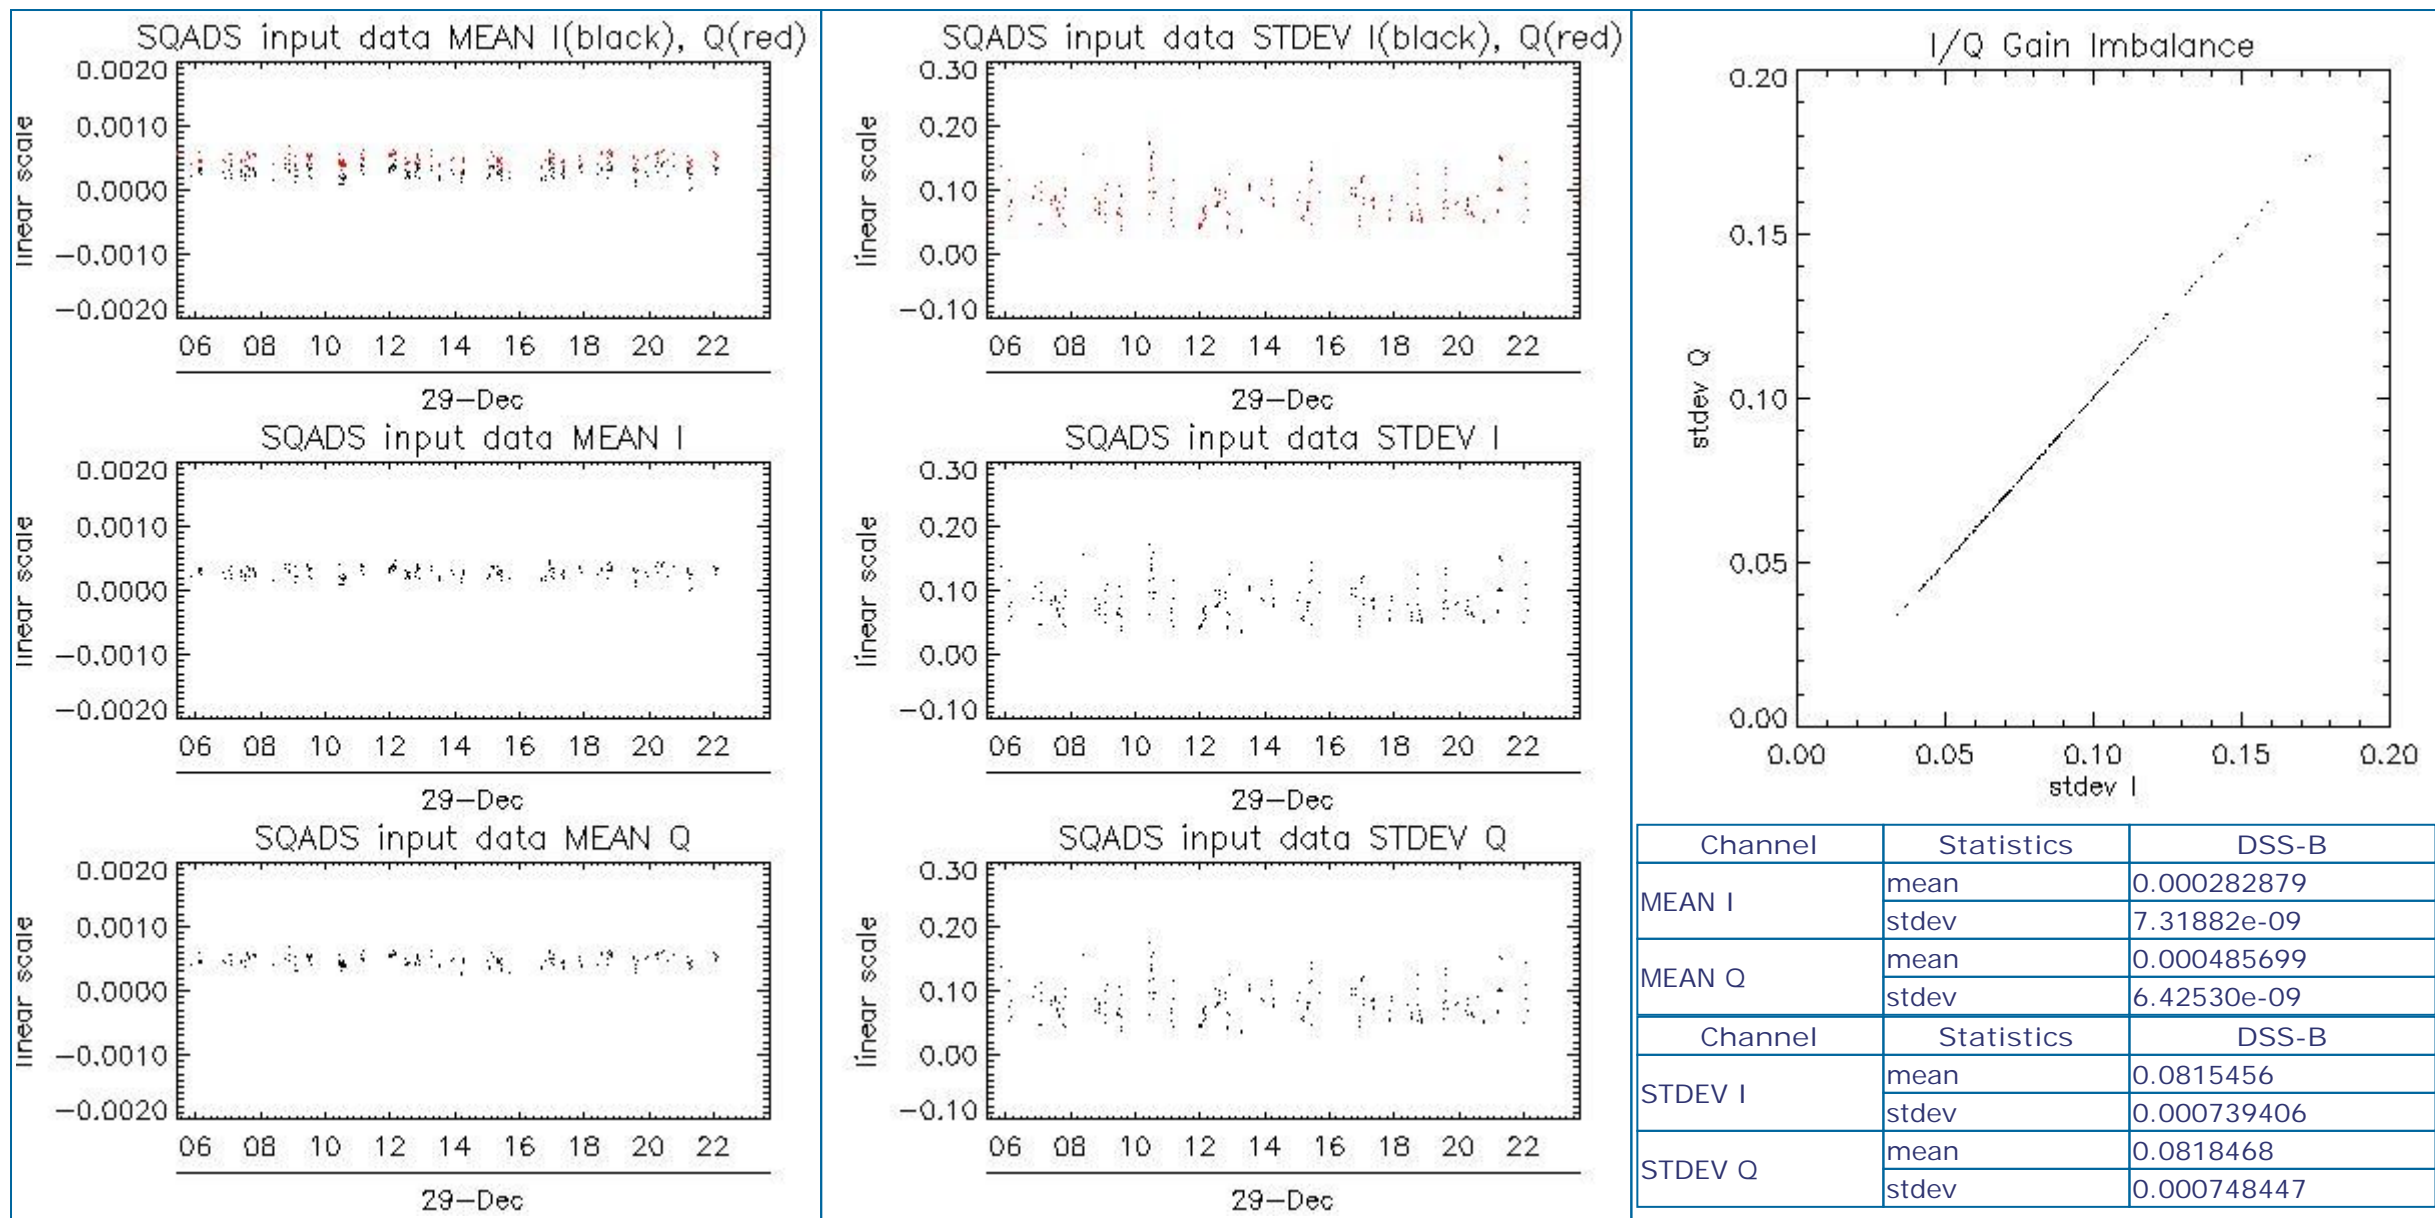 SQADS input data MEAN I(black), Q(red)
0.0020
0.0010
0.0000
-0.0010
-0.0020
linear scale
06 08 10 12 14 16 18 20 22
29-Dec
SQADS input data MEAN I
0.0020
0.0010
0.0000
-0.0010
-0.0020
linear scale
06 08 10 12 14 16 18 20 22
29-Dec
SQADS input data MEAN Q
0.0020
0.0010
0.0000
-0.0010
-0.0020
linear scale
06 08 10 12 14 16 18 20 22
29-Dec
SQADS input data STDEV I(black), Q(red)
0.30
0.20
0.10
0.00
-0.10
linear scale
06 08 10 12 14 16 18 20 22
29-Dec
SQADS input data STDEV I
0.30
0.20
0.10
0.00
-0.10
linear scale
06 08 10 12 14 16 18 20 22
29-Dec
SQADS input data STDEV Q
0.30
0.20
0.10
0.00
-0.10
linear scale
06 08 10 12 14 16 18 20 22
29-Dec
I/Q Gain Imbalance
0.20
0.15
0.10
0.05
0.00
stdev Q
0.00 0.05 0.10 0.15 0.20
stdev I
Channel Statistics DSS-B
MEAN I mean 0.000282879
stdev 7.31882e-09
MEAN Q mean 0.000485699
stdev 6.42530e-09
Channel Statistics DSS-B
STDEV I mean 0.0815456
stdev 0.000739406
STDEV Q mean 0.0818468
stdev 0.000748447